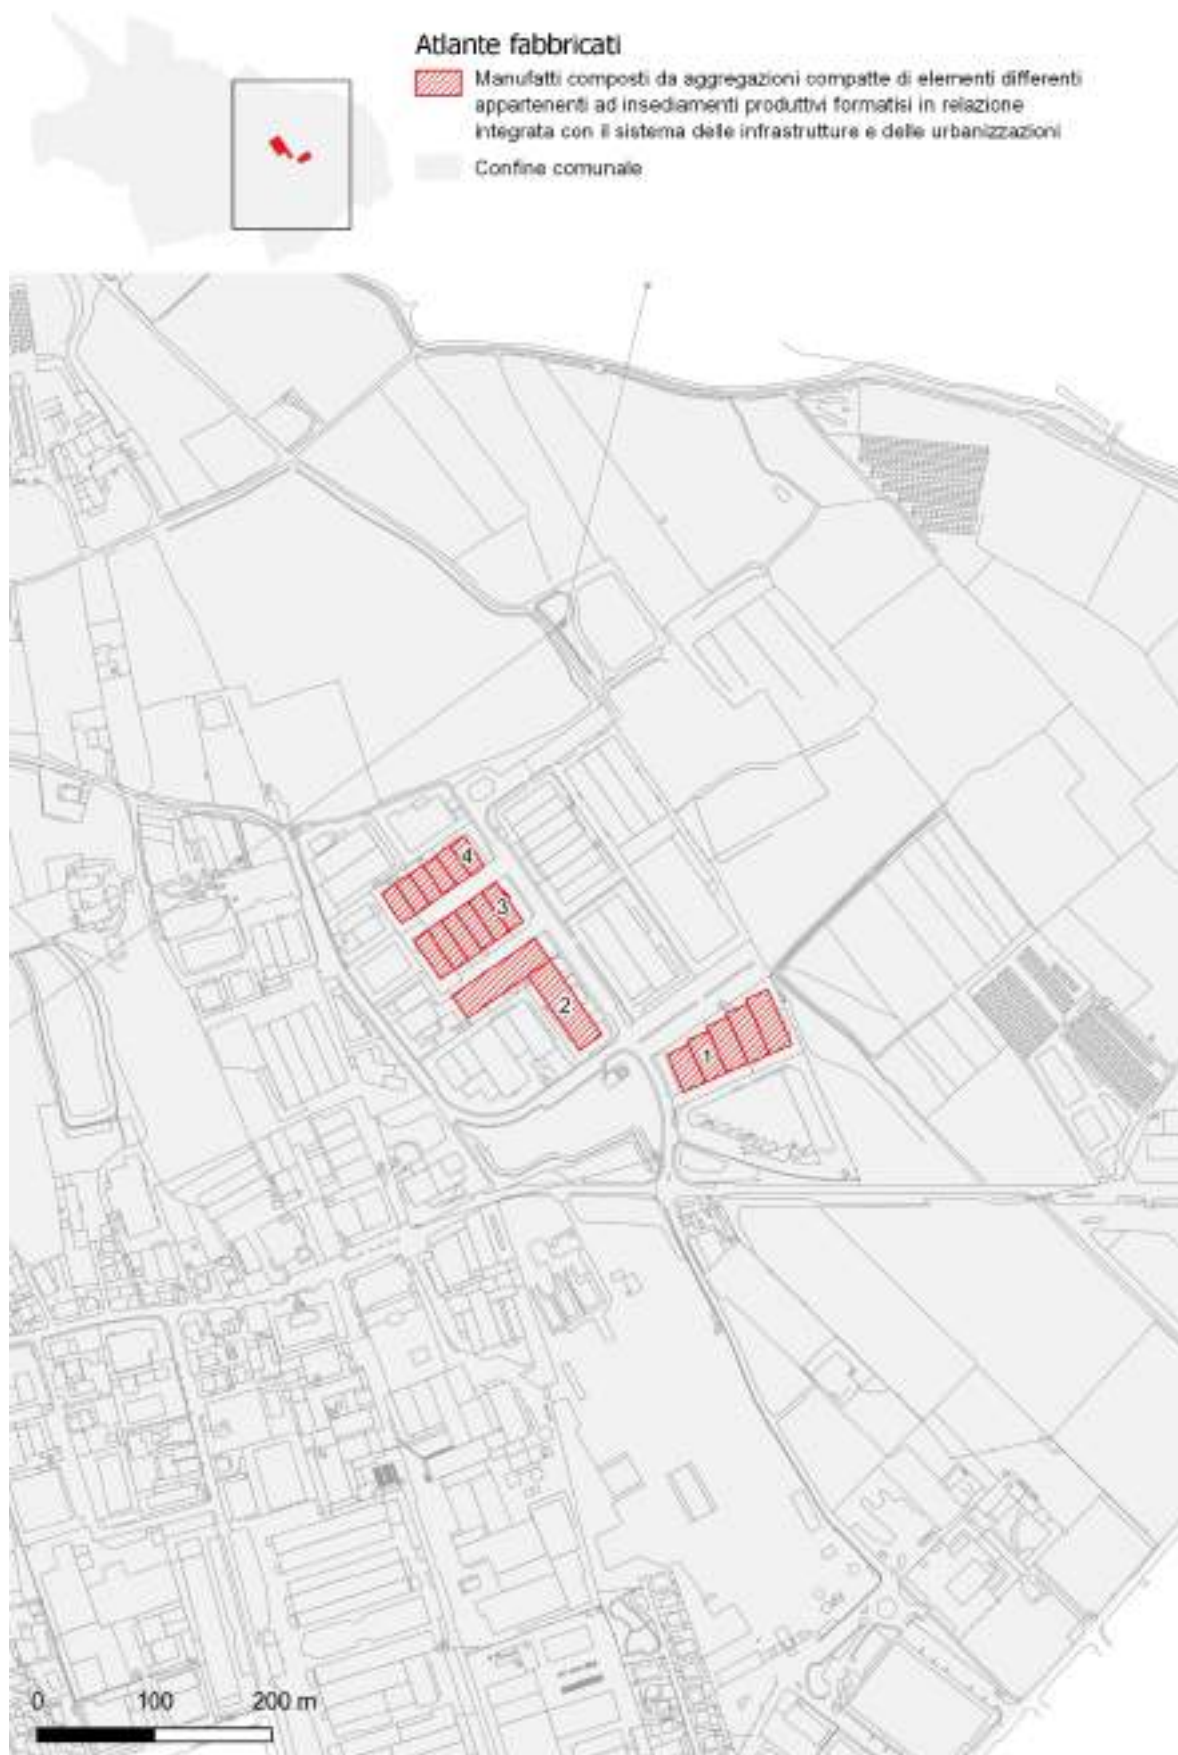 Atlante fabbricati
Manufatti composti da aggregazioni compatte di elementi differenti
appartenenti ad insediamenti produttivi formatisi in relazione
integrata con il sistema delle infrastrutture e delle urbanizzazioni
Confine comunale
4
3
2
1
0 100 200 m